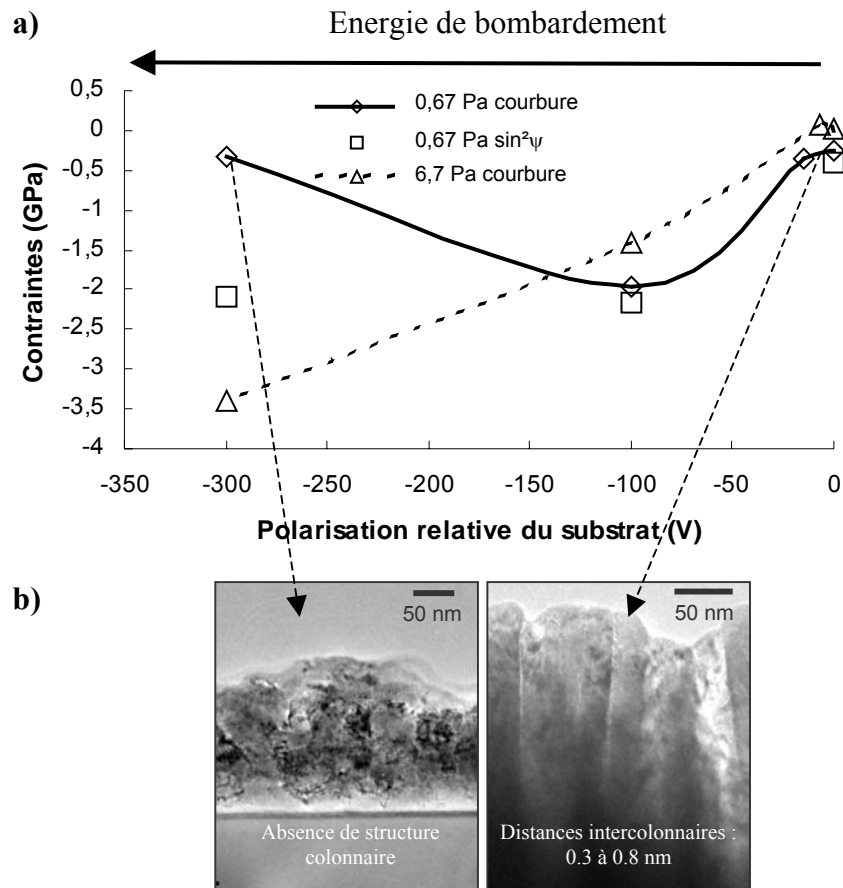 a)
Energie de bombardement
0,67 Pa courbure
0,67 Pa sin²ψ
6,7 Pa courbure
Contraintes (GPa)
0,5
0
-0,5
-1
-1,5
-2
-2,5
-3
-3,5
-4
-350
-300
-250
-200
-150
-100
-50
0
Polarisation relative du substrat (V)
b)
50 nm
Absence de structure
colonnaire
50 nm
Distances intercolonnaires :
0.3 à 0.8 nm